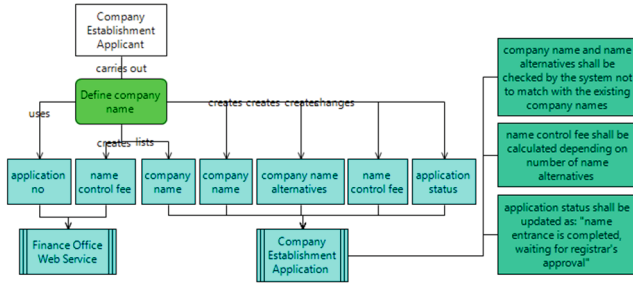 Company
Establishment
Applicant
carries out
Define company
name
uses
creates
lists
creates
creates
creates
changes
application
no
name
control fee
company
name
company
name
company name
alternatives
name
control fee
application
status
Finance Office
Web Service
Company
Establishment
Application
company name and name
alternatives shall be
checked by the system not
to match with the existing
company names
name control fee shall be
calculated depending on
number of name
alternatives
application status shall be
updated as: "name
entrance is completed,
waiting for registrar's
approval"